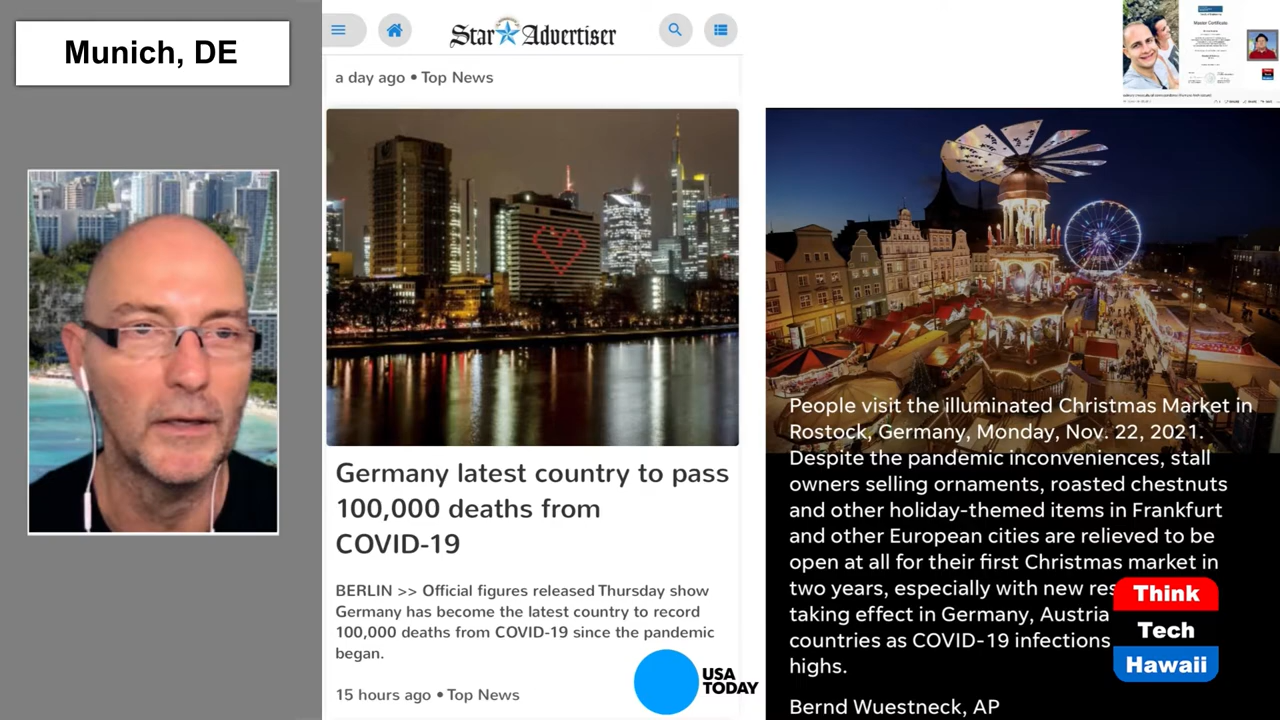 Munich, DE
Star Advertiser
a day ago • Top News
Germany latest country to pass
100,000 deaths from
COVID-19
BERLIN >> Official figures released Thursday show
Germany has become the latest country to record
100,000 deaths from COVID-19 since the pandemic
began.
15 hours ago • Top News
USA
TODAY
Master Certificate
People visit the illuminated Christmas Market in
Rostock, Germany, Monday, Nov. 22, 2021.
Despite the pandemic inconveniences, stall
owners selling ornaments, roasted chestnuts
and other holiday-themed items in Frankfurt
and other European cities are relieved to be
open at all for their first Christmas market in
two years, especially with new res
taking effect in Germany, Austria
countries as COVID-19 infections
highs.
Bernd Wuestneck, AP
Think
Tech
Hawaii